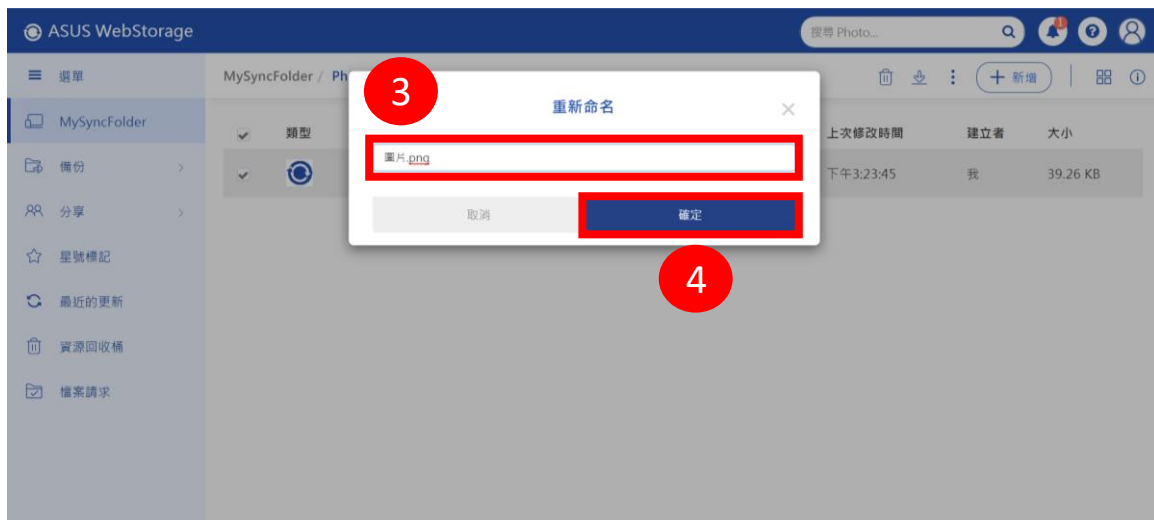 ASUS WebStorage
搜尋 Photo...
1
選單
MySyncFolder / Ph
新增
3
重新命名
MySyncFolder
類型
上次修改時間
建立者
大小
圖片.png
備份
下午3:23:45
我
39.26 KB
分享
取消
確定
星號標記
4
最近的更新
資源回收桶
檔案請求